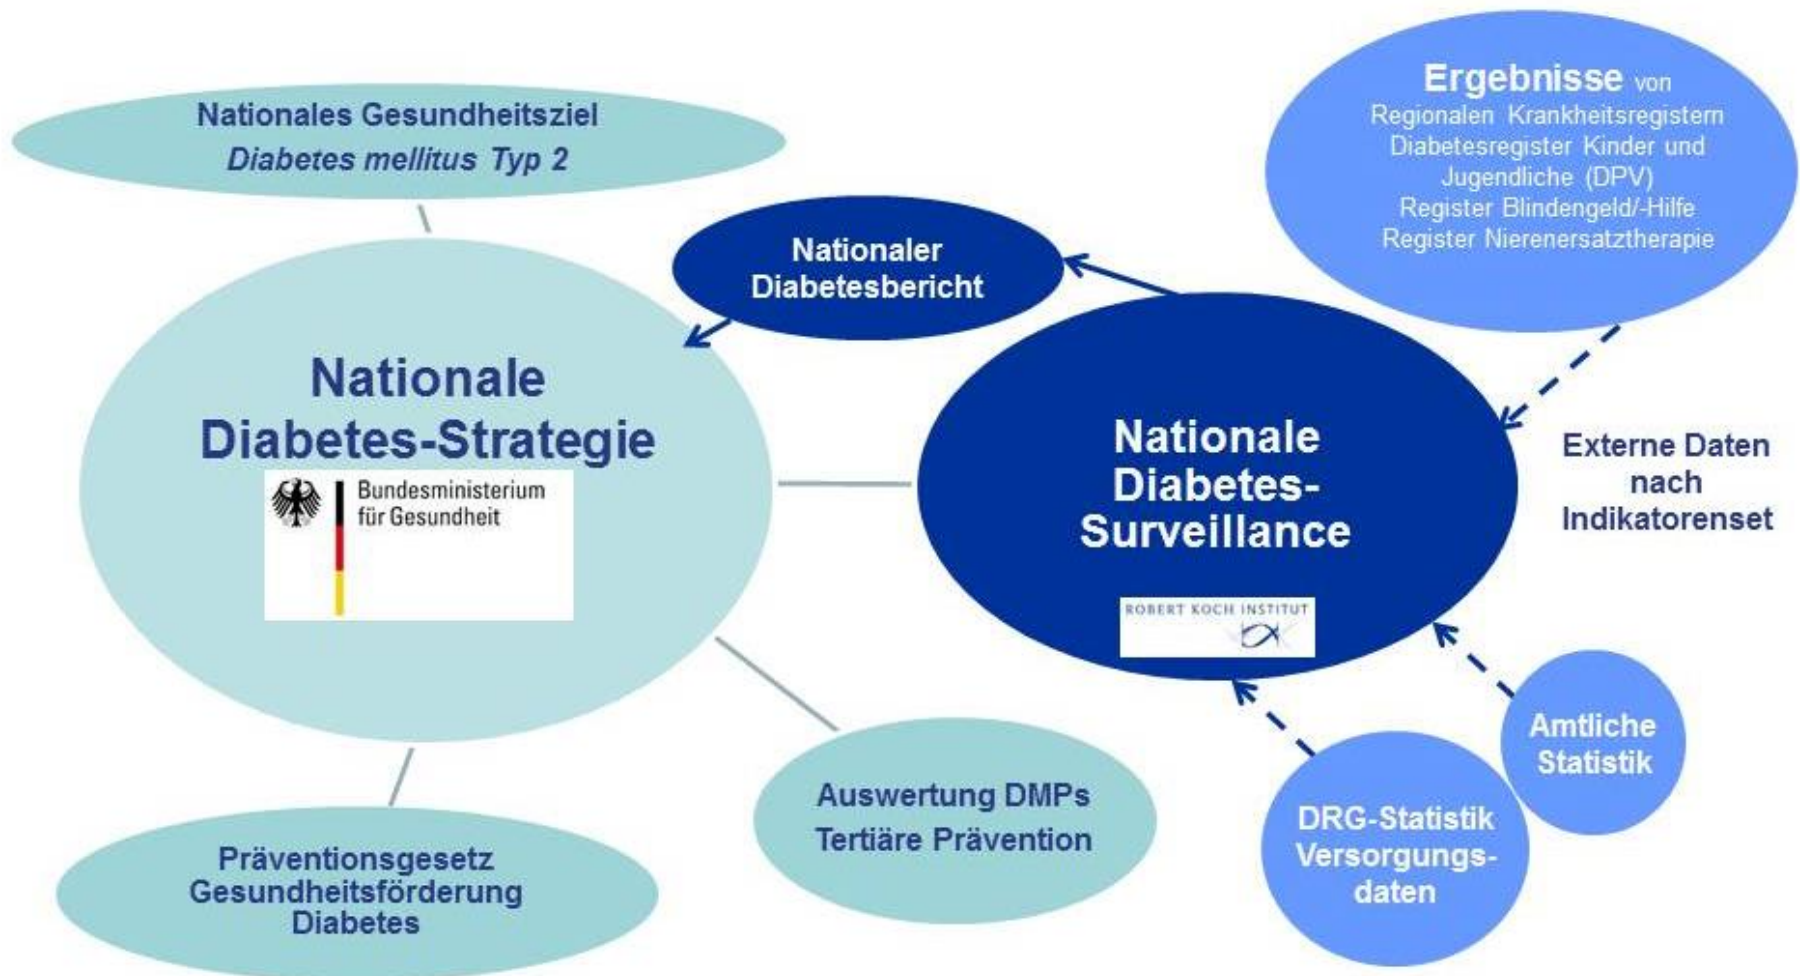 Nationales Gesundheitsziel
Diabetes mellitus Typ 2
Ergebnisse von
Regionalen Krankheitsregistern
Diabetesregister Kinder und
Jugendliche (DPV)
Register Blindengeld/-Hilfe
Register Nierenersatztherapie
Nationaler
Diabetesbericht
Nationale
Diabetes-Strategie
Bundesministerium
für Gesundheit
Nationale
Diabetes-
Surveillance
ROBERT KOCH INSTITUT
Externe Daten
nach
Indikatorenset
Amtliche
Statistik
DRG-Statistik
Versorgungs-
daten
Auswertung DMPs
Tertiäre Prävention
Präventionsgesetz
Gesundheitsförderung
Diabetes